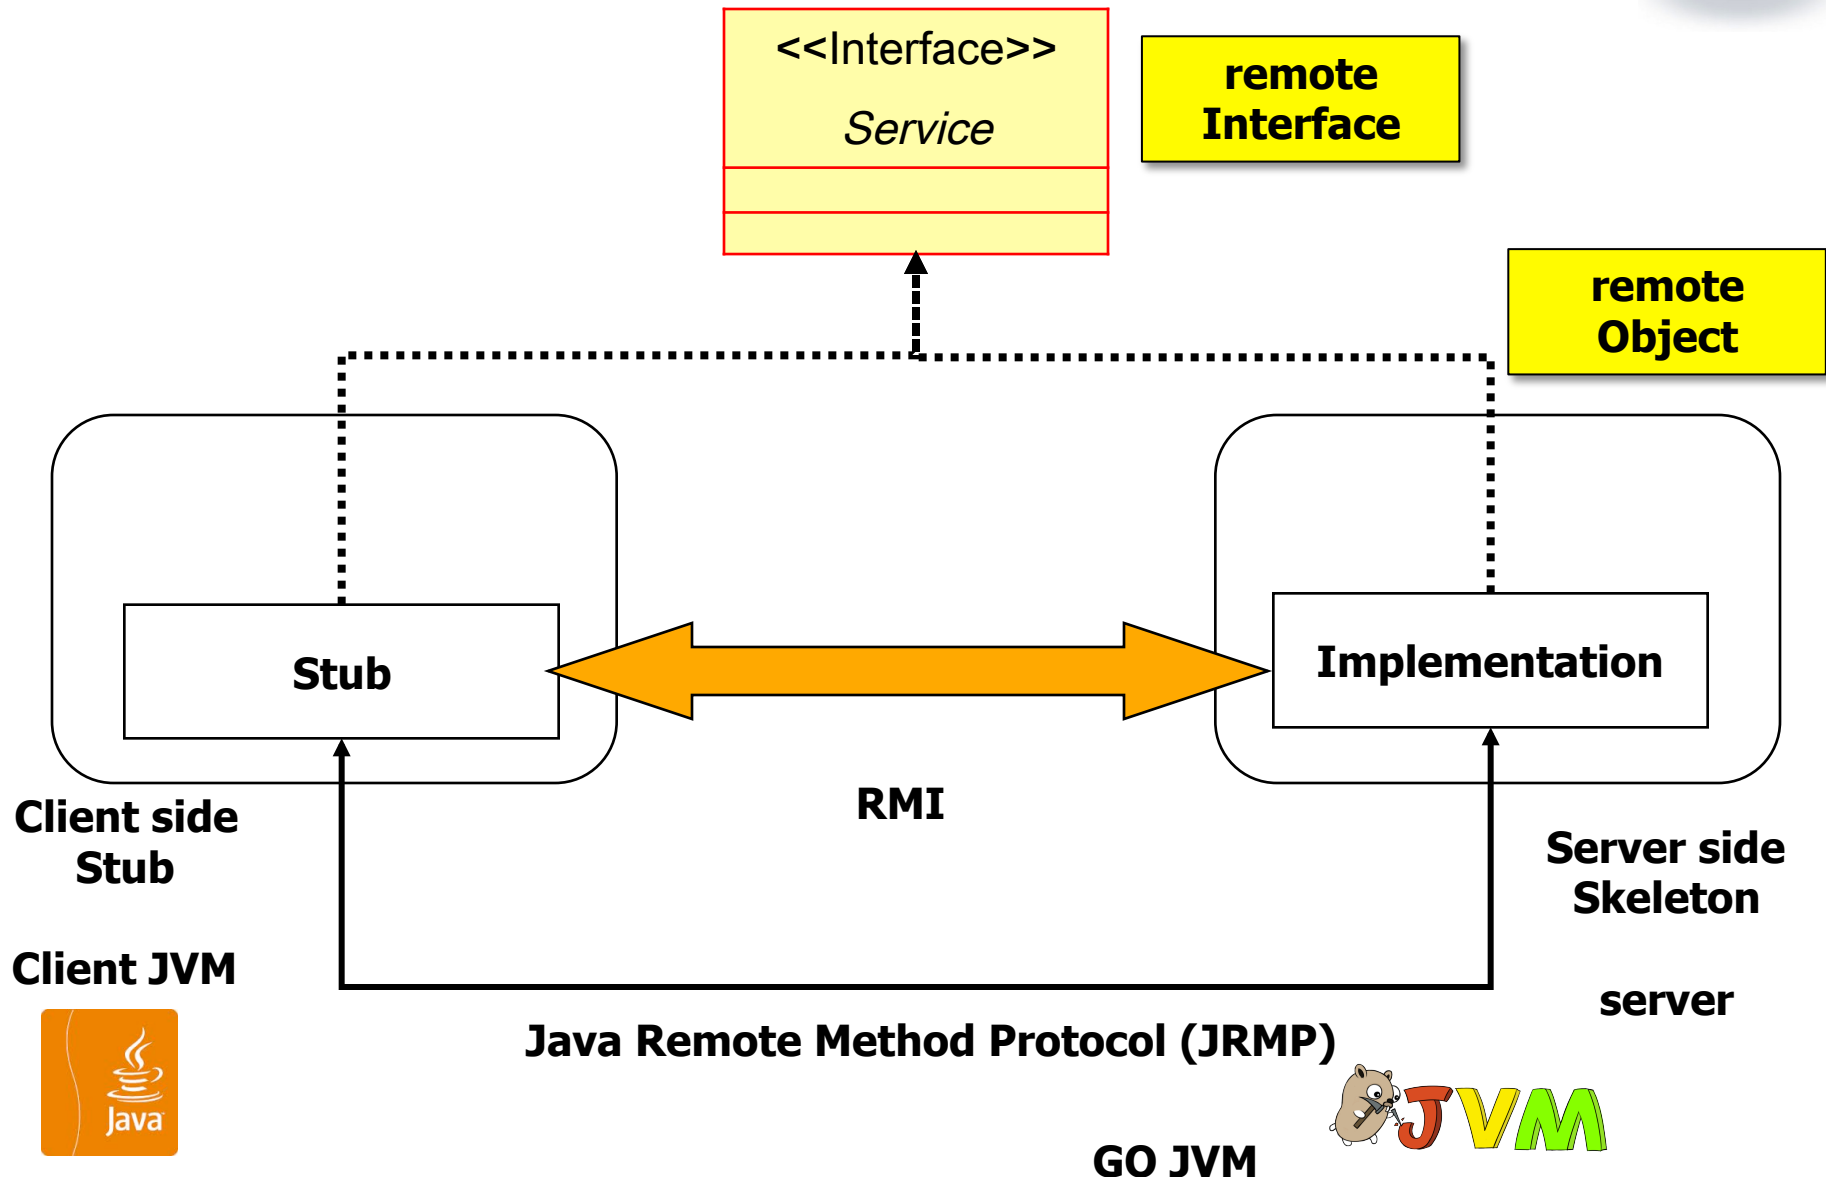 <<Interface>>
Service
remote
Interface
remote
Object
Stub
Implementation
RMI
Client side
Stub
Server side
Skeleton
Client JVM
server
Java Remote Method Protocol (JRMP)
Java
JVM
GO JVM